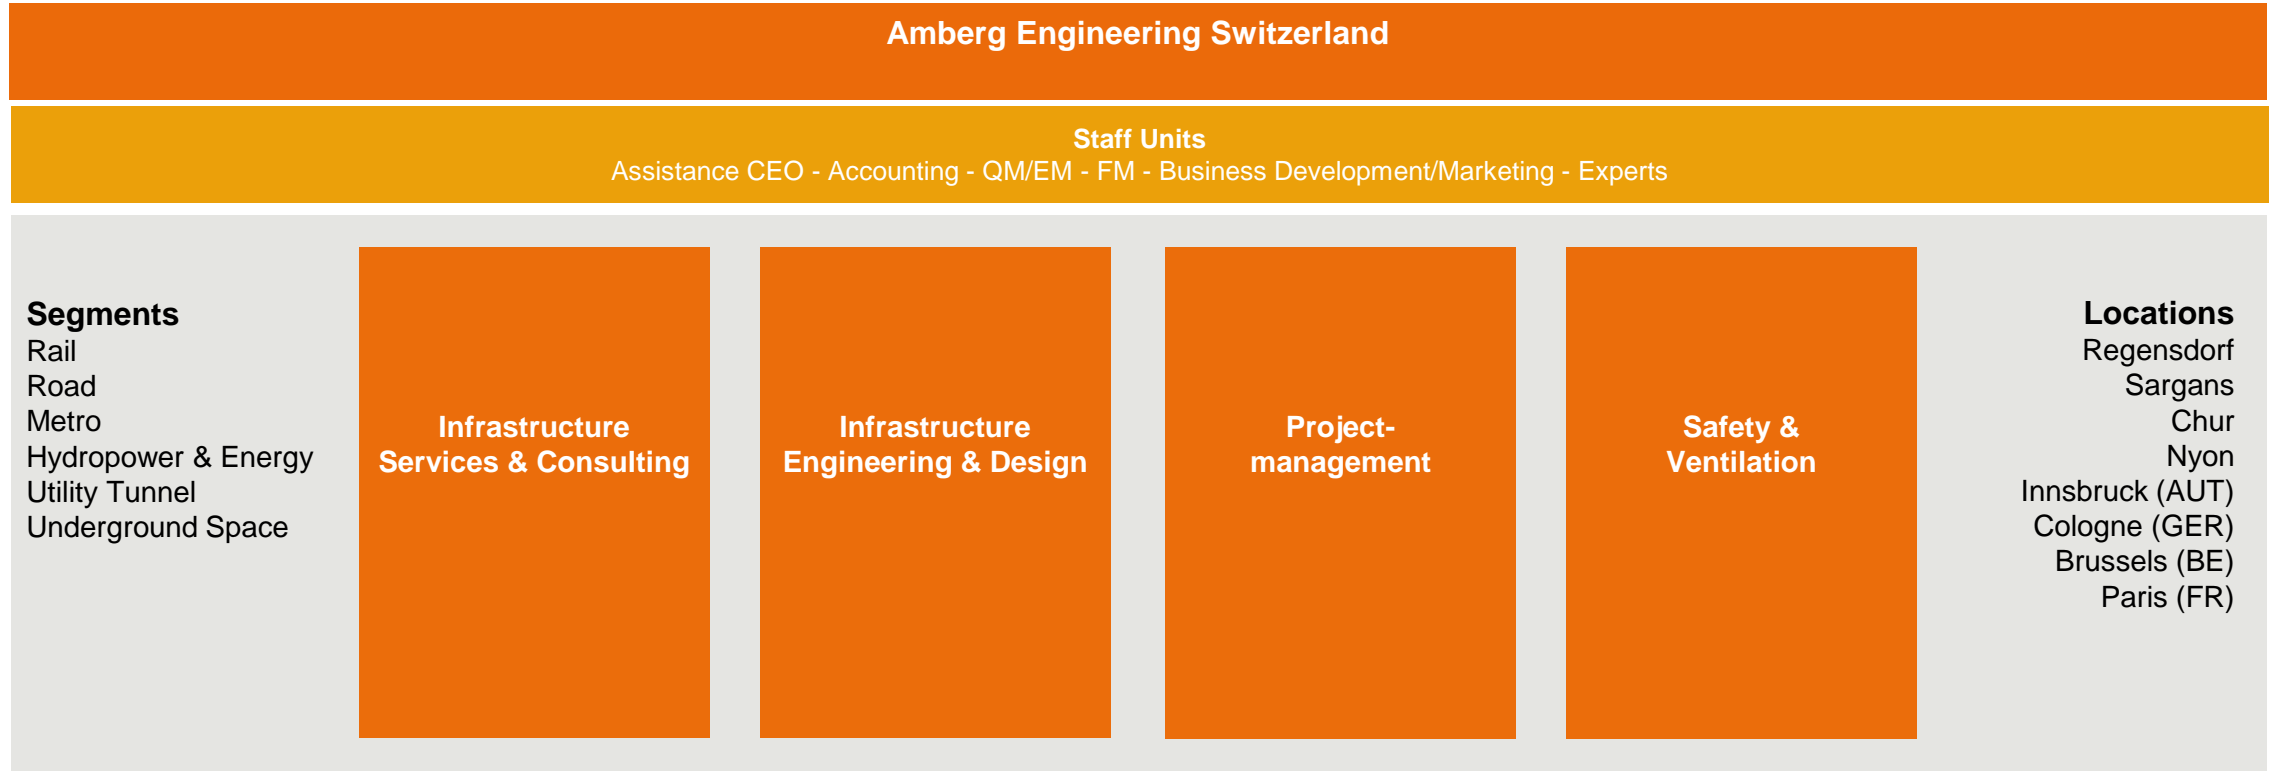 Amberg Engineering Switzerland
Staff Units
Assistance CEO - Accounting - QM/EM - FM - Business Development/Marketing - Experts
Segments
Rail
Road
Metro
Hydropower & Energy
Utility Tunnel
Underground Space
Infrastructure
Services & Consulting
Infrastructure
Engineering & Design
Project-
management
Safety &
Ventilation
Locations
Regensdorf
Sargans
Chur
Nyon
Innsbruck (AUT)
Cologne (GER)
Brussels (BE)
Paris (FR)